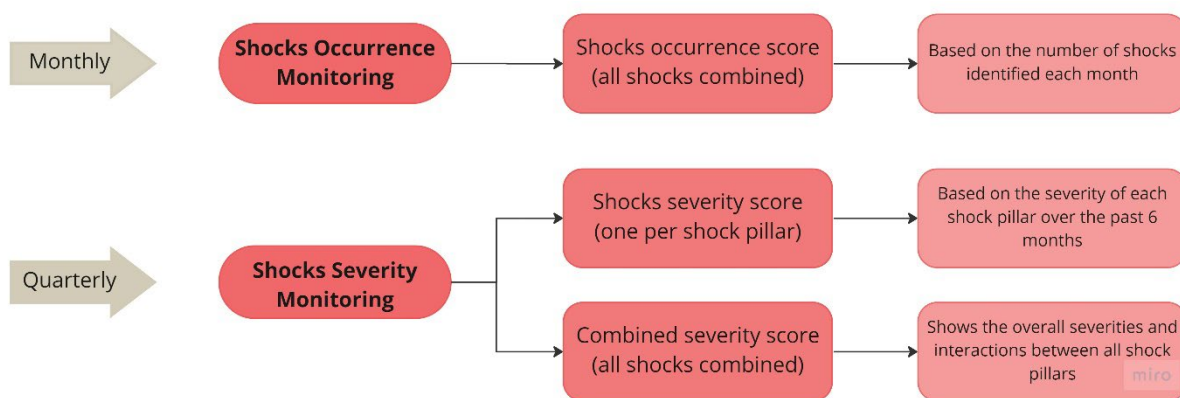 Monthly
Shocks Occurrence
Monitoring
Shocks occurrence score
(all shocks combined)
Based on the number of shocks
identified each month
Quarterly
Shocks Severity
Monitoring
Shocks severity score
(one per shock pillar)
Based on the severity of each
shock pillar over the past 6
months
Combined severity score
(all shocks combined)
Shows the overall severities and
interactions between all shock
pillars
miro